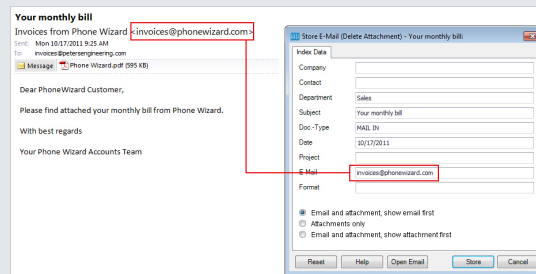 Your monthly bill
Invoices from Phone Wizard <invoices@phonewizard.com>
Sent: Mon 10/17/2011 9:25 AM
To: invoices@petersengineering.com
Message Phone Wizard.pdf (595 KB)
Dear PhoneWizard Customer,
Please find attached your monthly bill from Phone Wizard.
With best regards
Your Phone Wizard Accounts Team
Store E-Mail (Delete Attachment) - Your monthly bill:
Index Data
Company
Contact
Department Sales
Subject Your monthly bill
Doc.-Type MAIL IN
Date 10/17/2011
Project
E-Mail invoices@phonewizard.com
Format
Email and attachment, show email first
Attachments only
Email and attachment, show attachment first
Reset Help Open Email Store Cancel